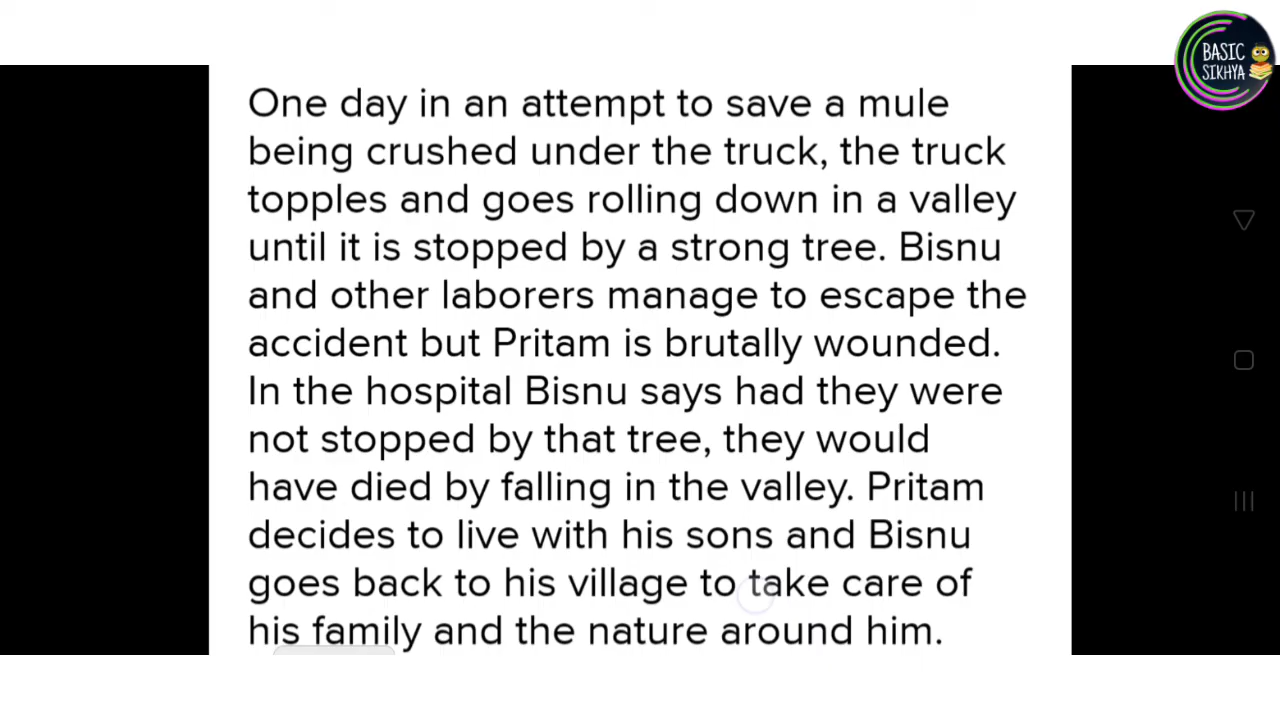 BASIC
SIKHYA
One day in an attempt to save a mule
being crushed under the truck, the truck
topples and goes rolling down in a valley
until it is stopped by a strong tree. Bisnu
and other laborers manage to escape the
accident but Pritam is brutally wounded.
In the hospital Bisnu says had they were
not stopped by that tree, they would
have died by falling in the valley. Pritam
decides to live with his sons and Bisnu
goes back to his village to take care of
his family and the nature around him.